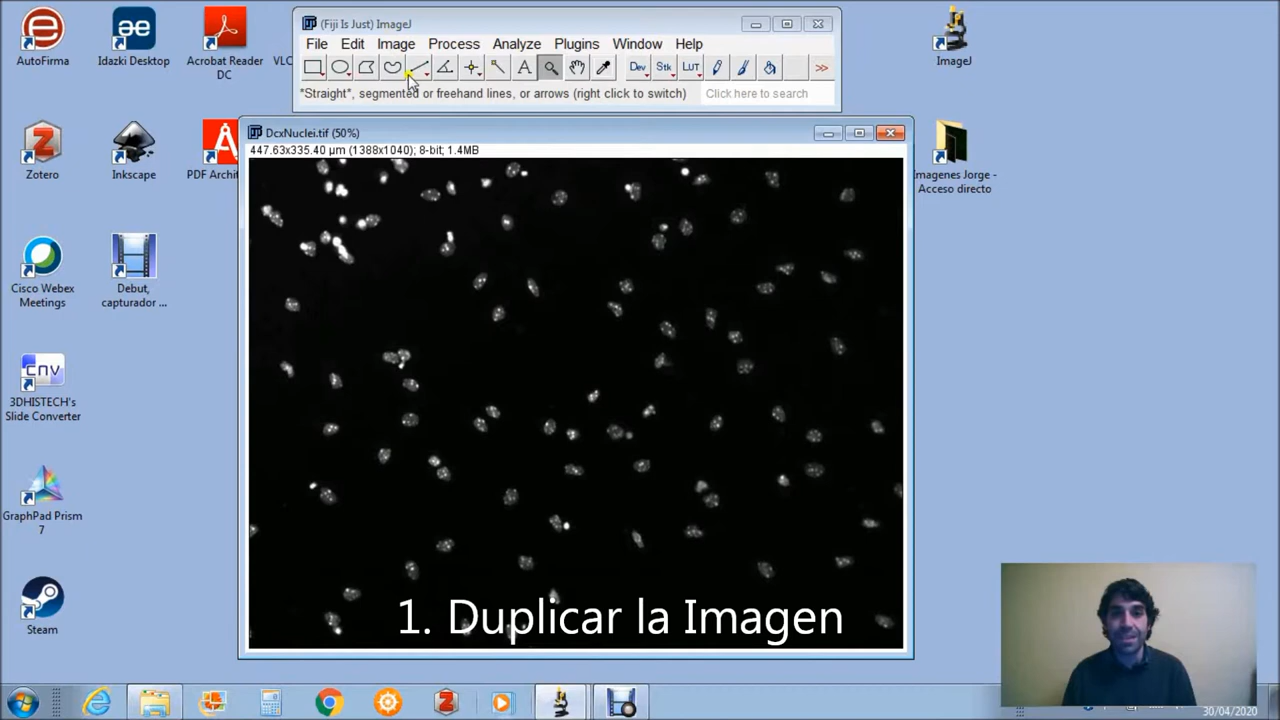 AutoFirma
Idazki Desktop
Acrobat Reader
DC
VLC
Zotero
Inkscape
PDF Archit
Cisco Webex
Meetings
Debut,
capturador ...
cnv
3DHISTECH's
Slide Converter
GraphPad Prism
7
Steam
(Fiji Is Just) ImageJ
File Edit Image Process Analyze Plugins Window Help
Dev Stk LUT >>
*Straight*, segmented or freehand lines, or arrows (right click to switch)
Click here to search
DcxNuclei.tif (50%)
447.63x335.40 µm (1388x1040); 8-bit; 1.4MB
1. Duplicar la Imagen
ImageJ
Imagenes Jorge -
Acceso directo
30/04/2020